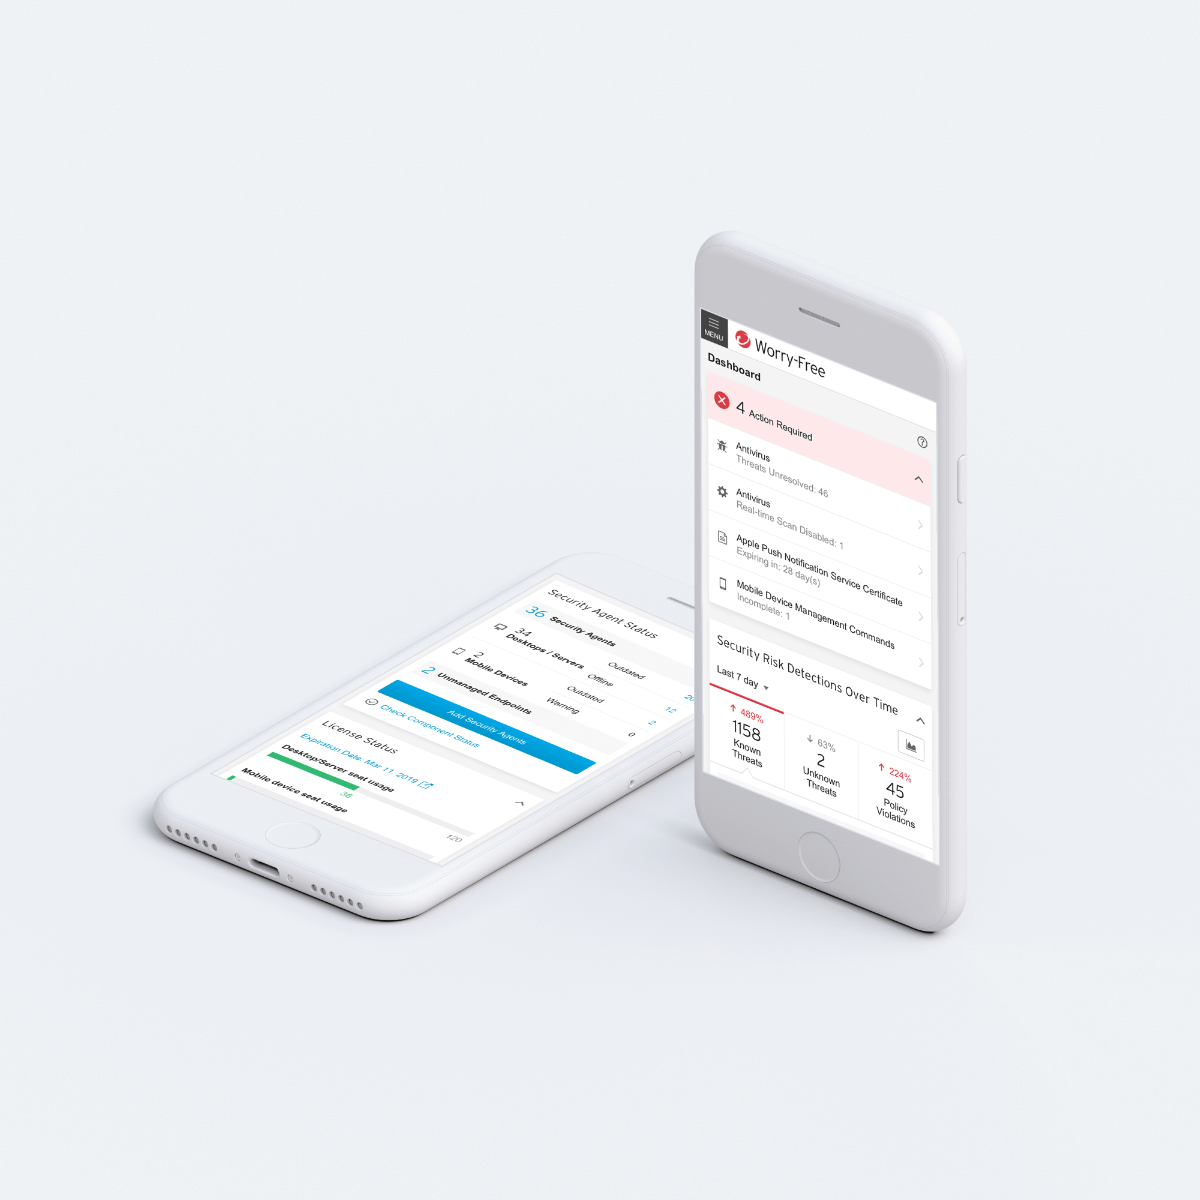 MENU
Worry-Free
Dashboard
4 Action Required
Antivirus
Threats Unresolved: 46
Antivirus
Real-time Scan Disabled: 1
Apple Push Notification Service Certificate
Expiring in: 28 day(s)
Mobile Device Management Commands
Incomplete: 1
Security Risk Detections Over Time
Last 7 day
489%
1158
Known
Threats
63%
2
Unknown
Threats
224%
45
Policy
Violations
Security Agent Status
36 Security Agents
34
Desktops / Servers
Outdated
Offline
20
12
2
Mobile Devices
Outdated
Warning
2
0
2 Unmanaged Endpoints
Add Security Agents
Check Component Status
License Status
Expiration Date: Mar 11, 2019
Desktop/Server seat usage
36
120
Mobile device seat usage